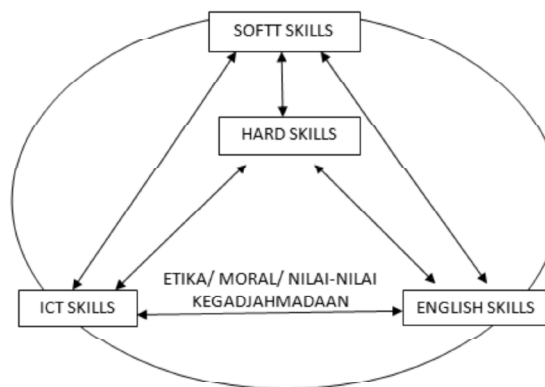 SOFTT SKILLS
HARD SKILLS
ETIKA/ MORAL/ NILAI-NILAI
KEGADJAHMADAAN
ICT SKILLS
ENGLISH SKILLS